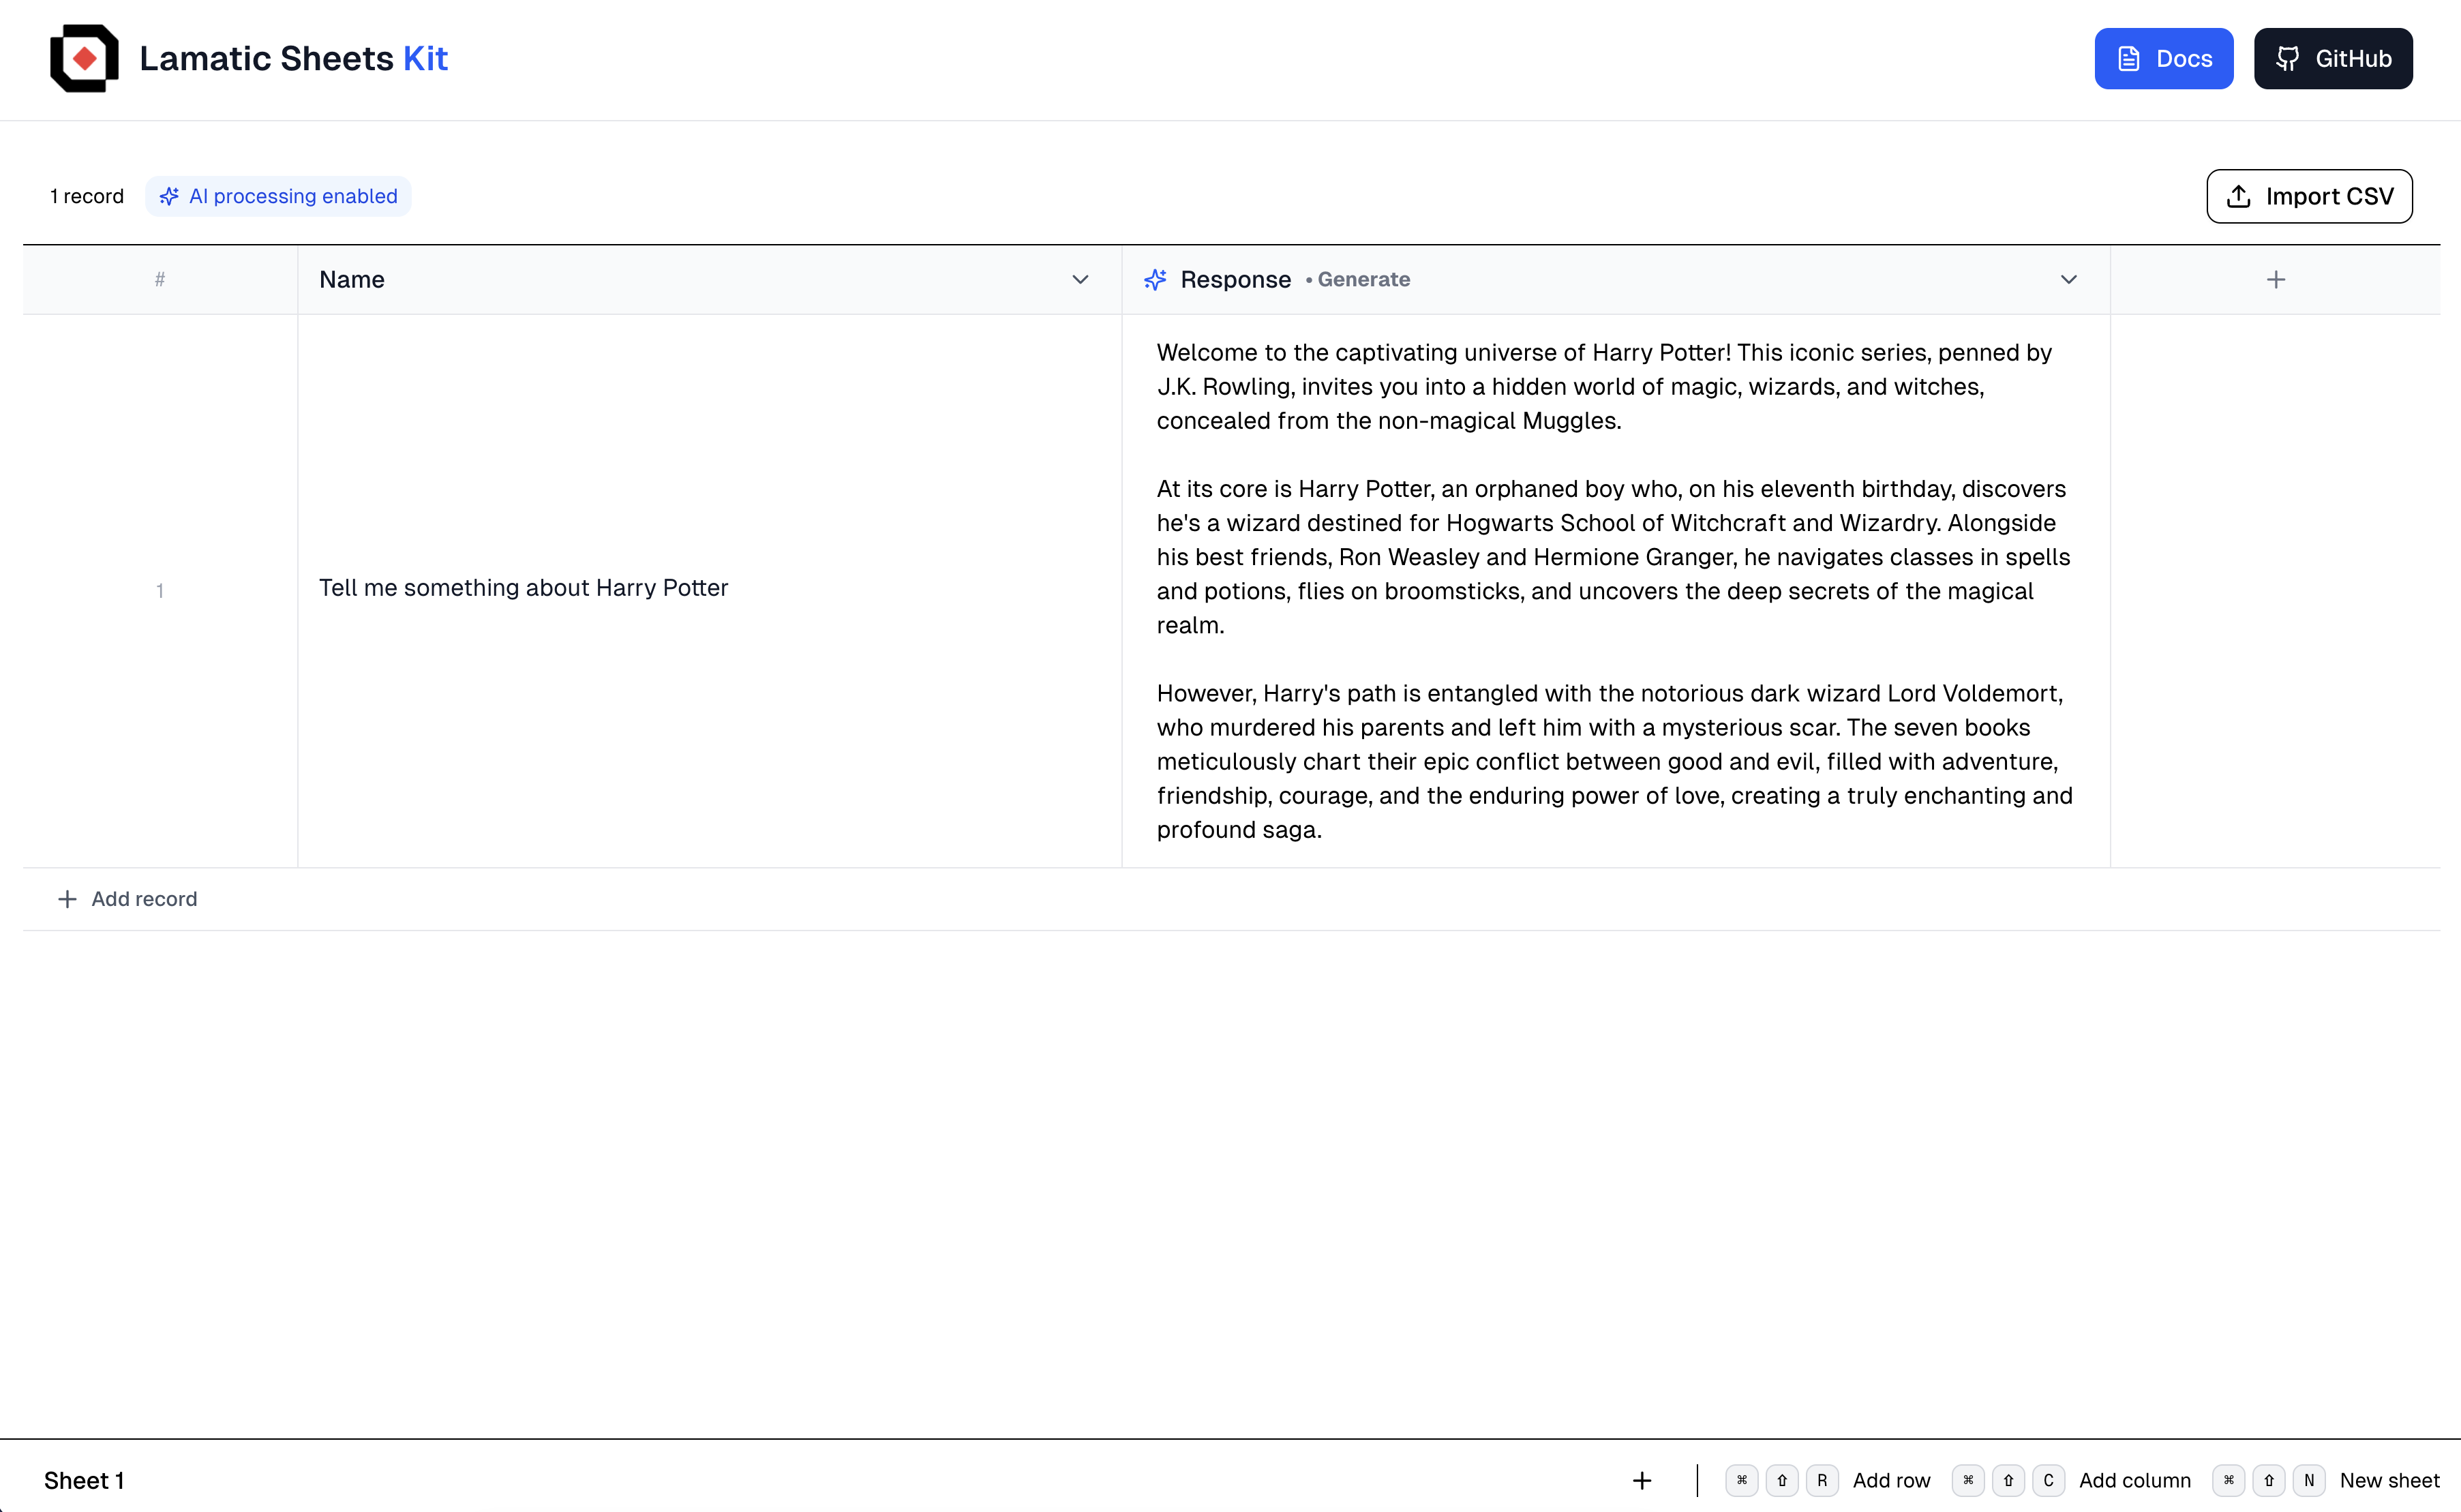 Lamatic Sheets Kit
Docs
GitHub
1 record
AI processing enabled
Import CSV
#
Name
Response • Generate
+
1
Tell me something about Harry Potter
Welcome to the captivating universe of Harry Potter! This iconic series, penned by
J.K. Rowling, invites you into a hidden world of magic, wizards, and witches,
concealed from the non-magical Muggles.
At its core is Harry Potter, an orphaned boy who, on his eleventh birthday, discovers
he's a wizard destined for Hogwarts School of Witchcraft and Wizardry. Alongside
his best friends, Ron Weasley and Hermione Granger, he navigates classes in spells
and potions, flies on broomsticks, and uncovers the deep secrets of the magical
realm.
However, Harry's path is entangled with the notorious dark wizard Lord Voldemort,
who murdered his parents and left him with a mysterious scar. The seven books
meticulously chart their epic conflict between good and evil, filled with adventure,
friendship, courage, and the enduring power of love, creating a truly enchanting and
profound saga.
+ Add record
Sheet 1
+
⌘ ⇧ R Add row
⌘ ⇧ C Add column
⌘ ⇧ N New sheet